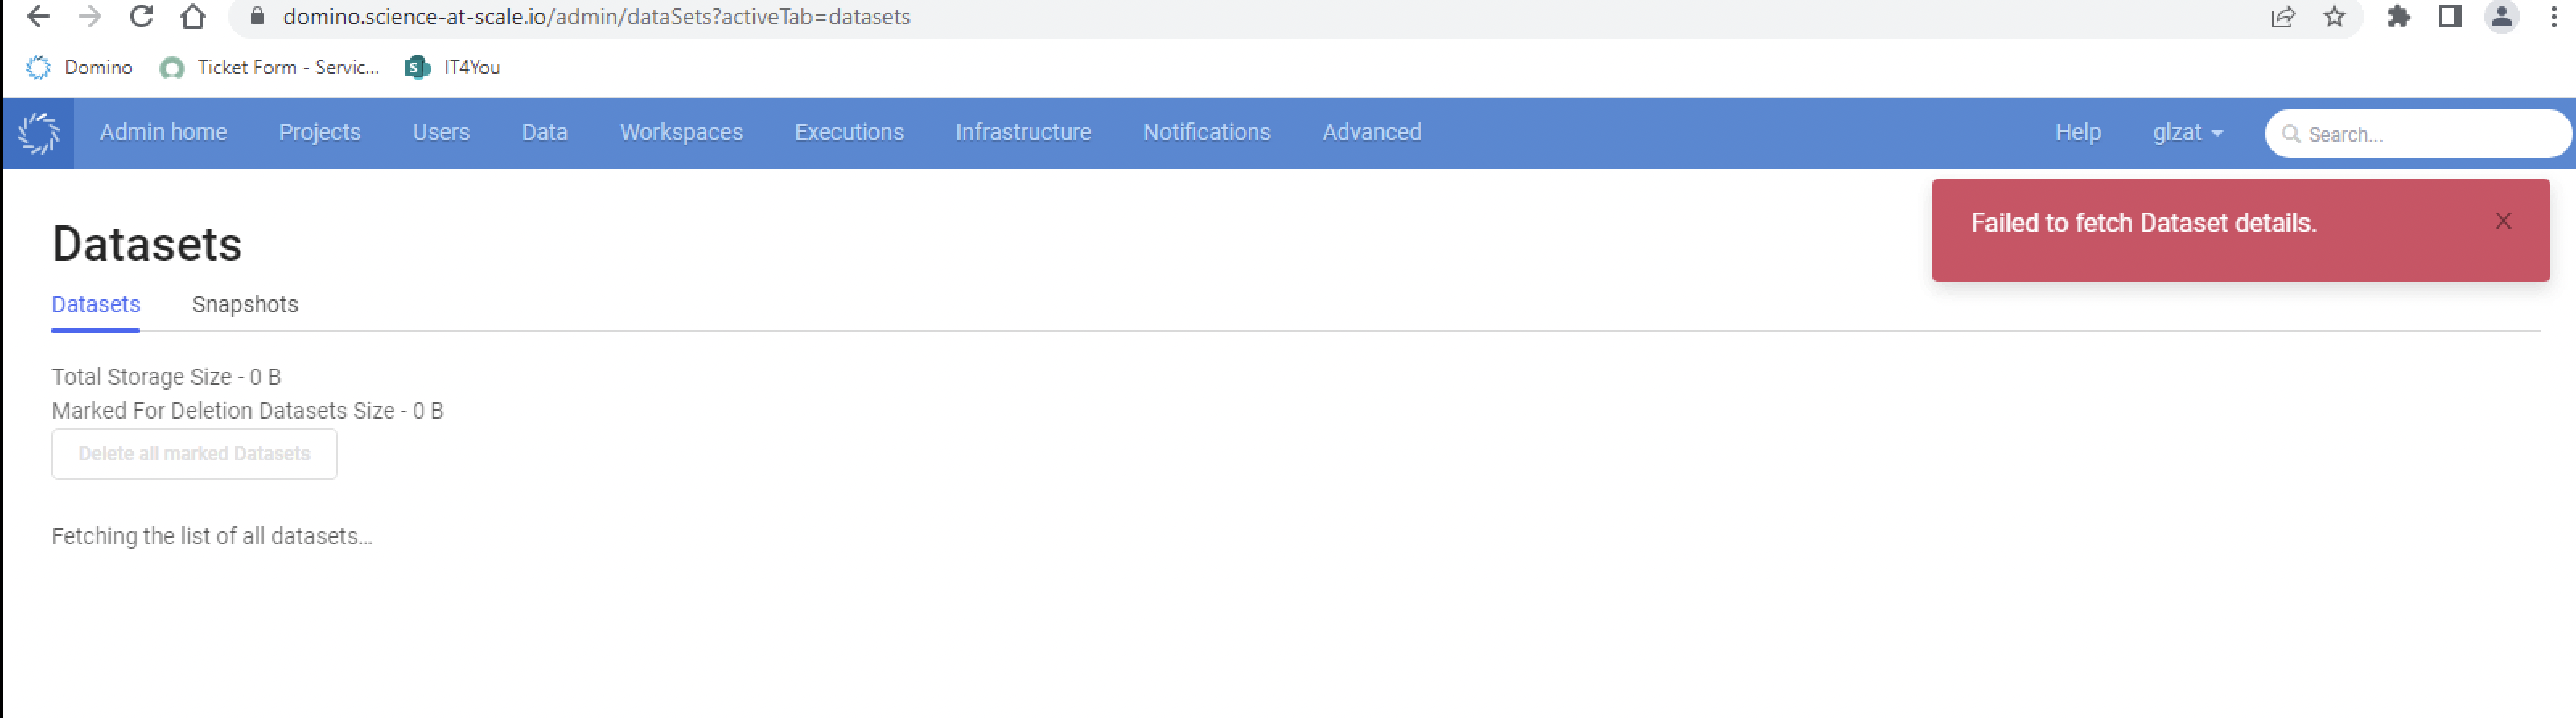 domino.science-at-scale.io/admin/dataSets?activeTab=datasets
Domino Ticket Form - Servic... IT4You
Admin home Projects Users Data Workspaces Executions Infrastructure Notifications Advanced Help glzat Search...
Failed to fetch Dataset details.
Datasets
Datasets Snapshots
Total Storage Size - 0 B
Marked For Deletion Datasets Size - 0 B
Delete all marked Datasets
Fetching the list of all datasets...